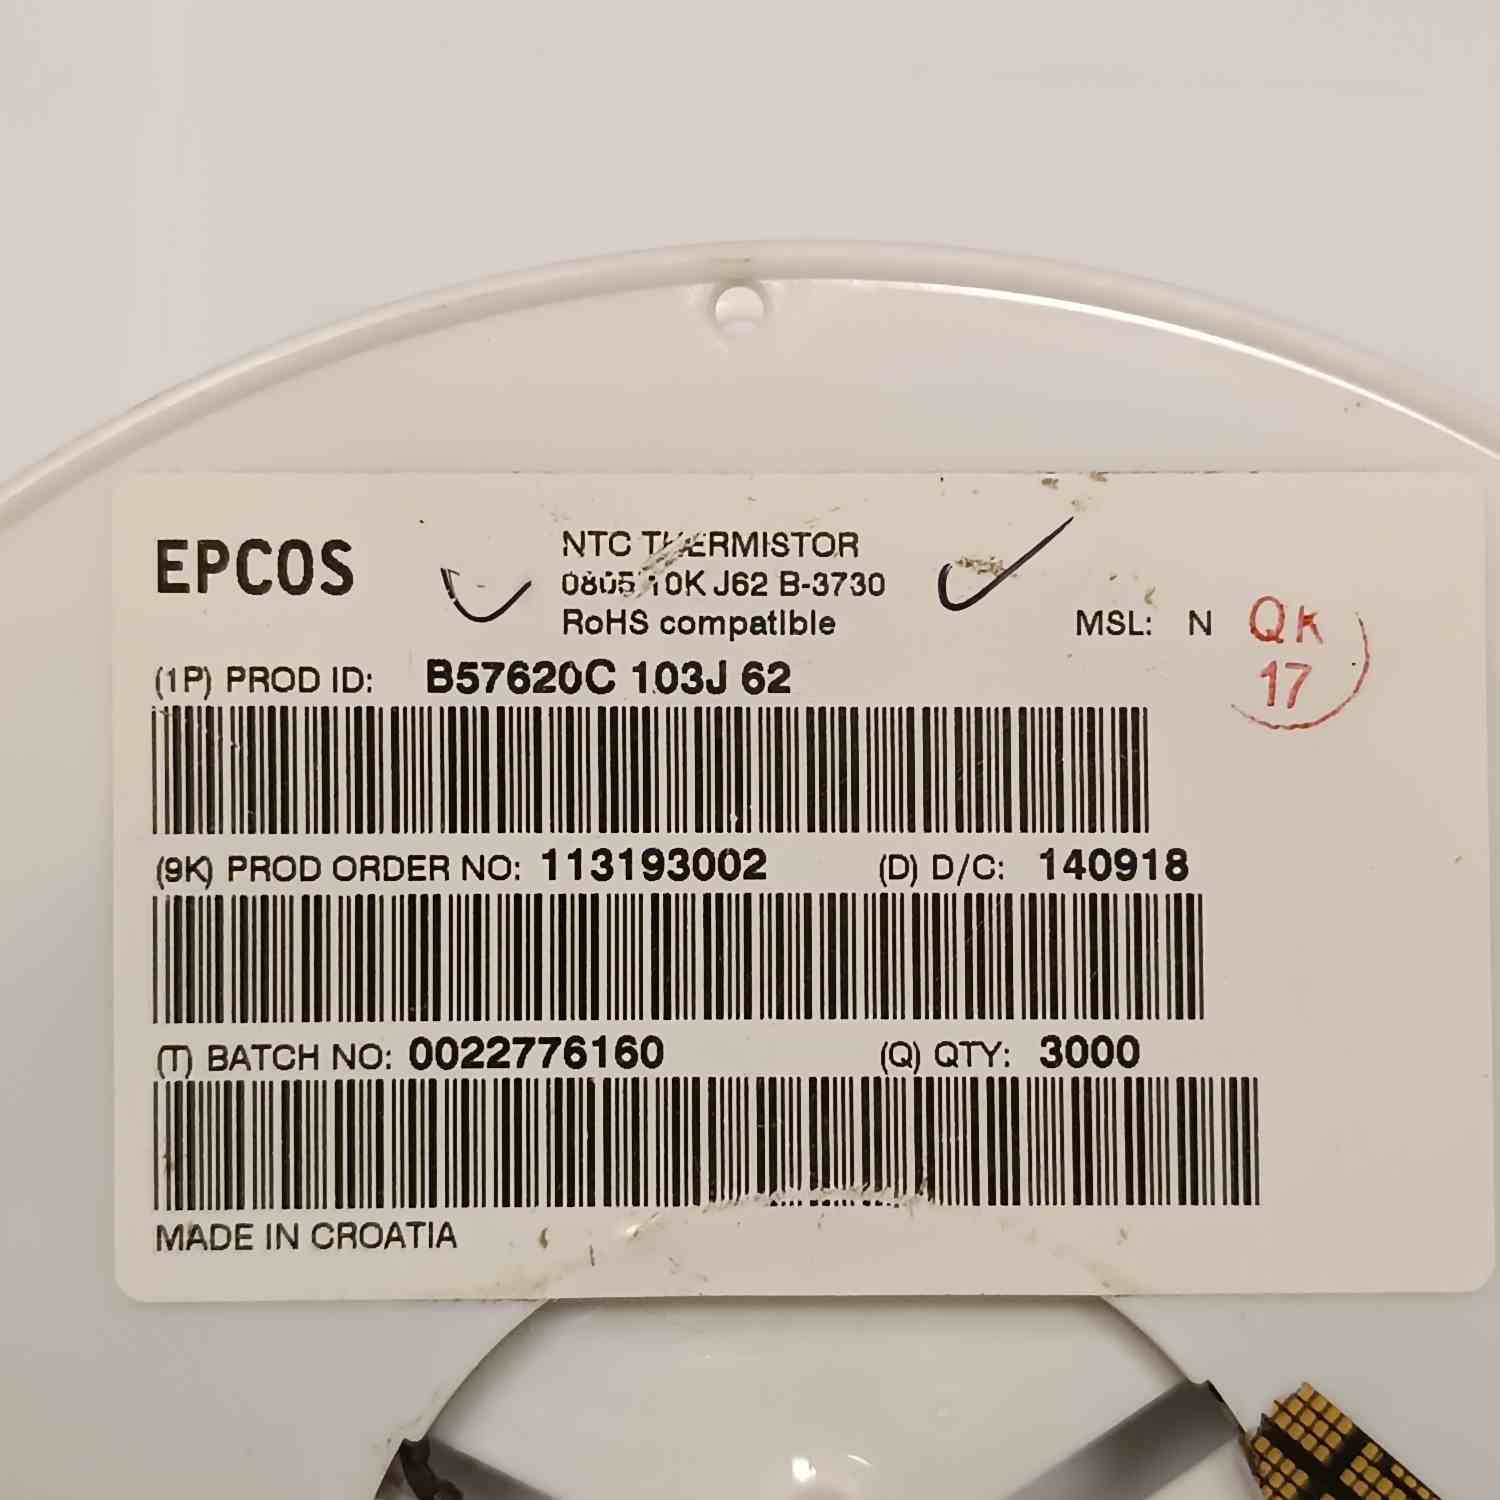 EPCOS
NTC THERMISTOR
0805 10K J62 B-3730
RoHS compatible
MSL: N
QK
17
(1P) PROD ID: B57620C 103J 62
(9K) PROD ORDER NO: 113193002 (D) D/C: 140918
(T) BATCH NO: 0022776160 (Q) QTY: 3000
MADE IN CROATIA